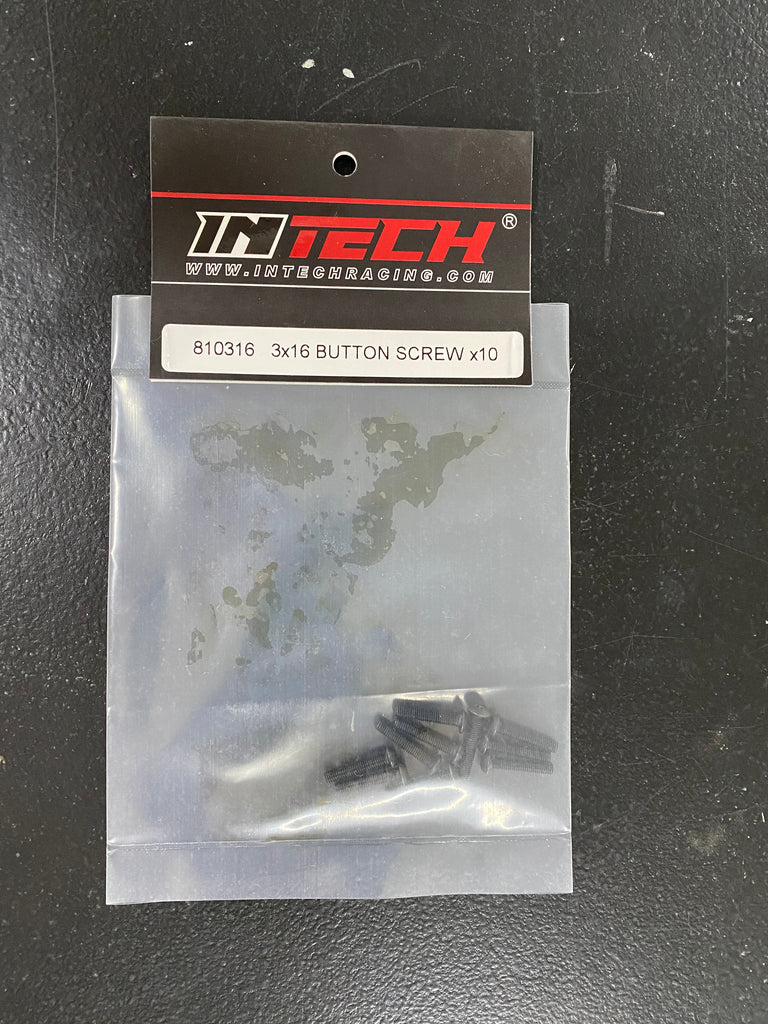 INTECH®
WWW.INTECHRACING.COM
810316 3x16 BUTTON SCREW x10